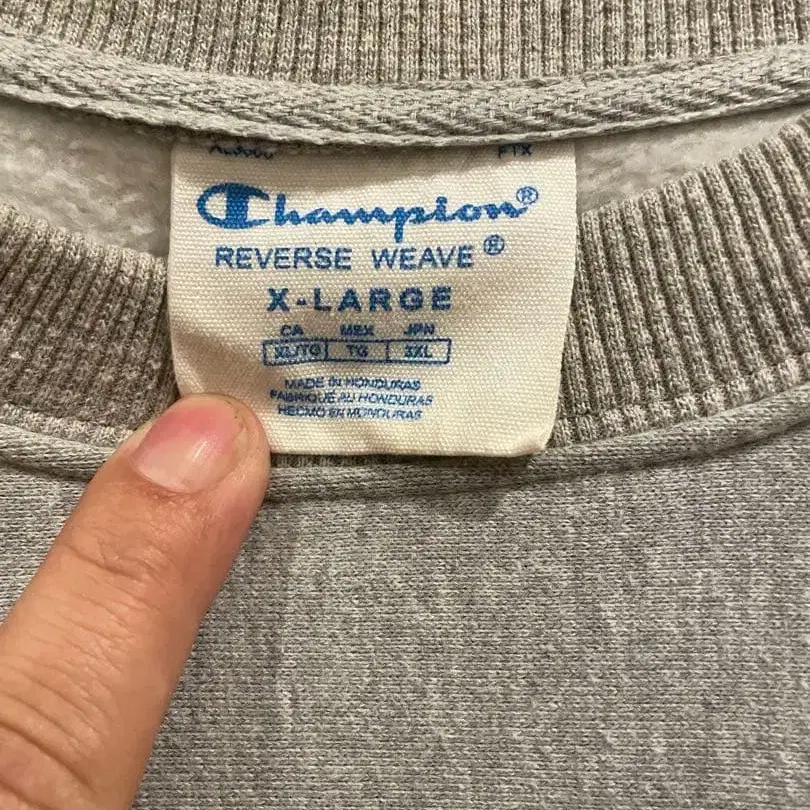 FTX
Champion®
REVERSE WEAVE®
X-LARGE
CA MEX JPN
XL/TG TG 3XL
MADE IN HONDURAS
FABRIQUÉ AU HONDURAS
HECHO EN HONDURAS